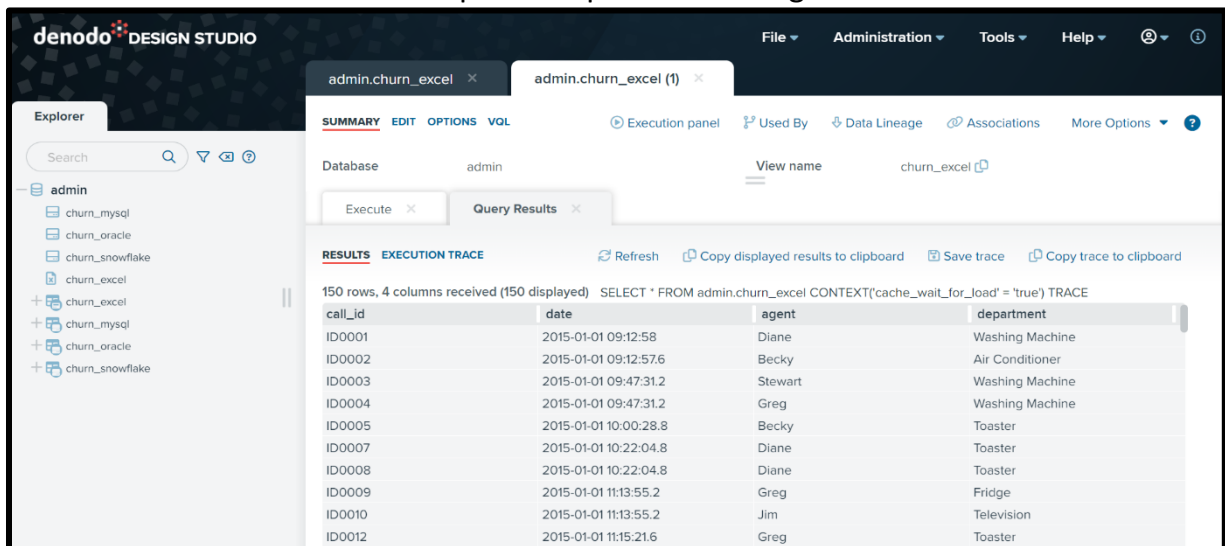 denodo DESIGN STUDIO
File Administration Tools Help
admin.churn_excel × admin.churn_excel (1) ×
Explorer
SUMMARY EDIT OPTIONS VQL Execution panel Used By Data Lineage Associations More Options ?
Search
Database admin View name churn_excel
admin
churn_mysql
churn_oracle
churn_snowflake
churn_excel
churn_excel
churn_mysql
churn_oracle
churn_snowflake
Execute × Query Results ×
RESULTS EXECUTION TRACE Refresh Copy displayed results to clipboard Save trace Copy trace to clipboard
150 rows, 4 columns received (150 displayed) SELECT * FROM admin.churn_excel CONTEXT('cache_wait_for_load' = 'true') TRACE
call_id date agent department
ID0001 2015-01-01 09:12:58 Diane Washing Machine
ID0002 2015-01-01 09:12:57.6 Becky Air Conditioner
ID0003 2015-01-01 09:47:31.2 Stewart Washing Machine
ID0004 2015-01-01 09:47:31.2 Greg Washing Machine
ID0005 2015-01-01 10:00:28.8 Becky Toaster
ID0007 2015-01-01 10:22:04.8 Diane Toaster
ID0008 2015-01-01 10:22:04.8 Diane Toaster
ID0009 2015-01-01 11:13:55.2 Greg Fridge
ID0010 2015-01-01 11:13:55.2 Jim Television
ID0012 2015-01-01 11:15:21.6 Greg Toaster